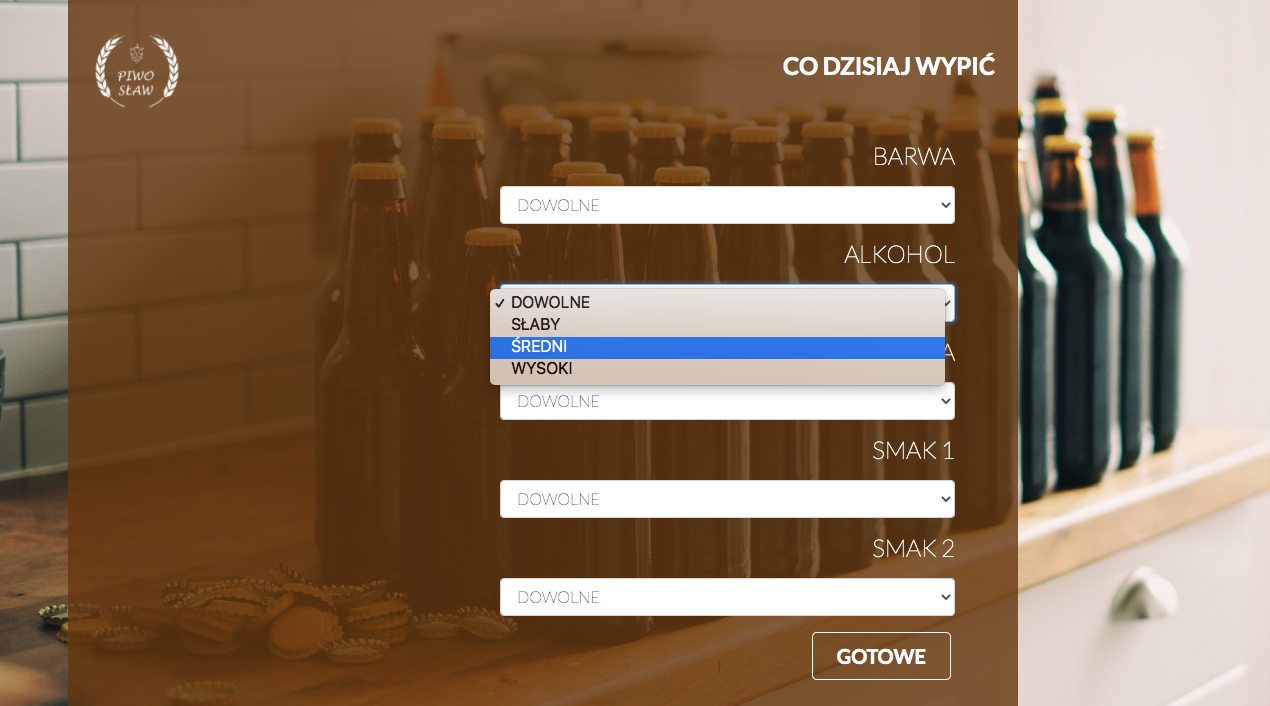 PIWO
SŁAW
CO DZISIAJ WYPIĆ
BARWA
DOWOLNE
ALKOHOL
✓ DOWOLNE
SŁABY
ŚREDNI
WYSOKI
A
DOWOLNE
SMAK 1
DOWOLNE
SMAK 2
DOWOLNE
GOTOWE